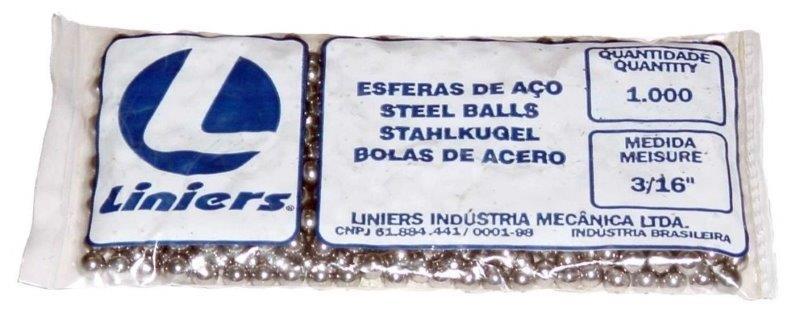 Liniers®
ESFERAS DE AÇO
STEEL BALLS
STAHLKUGEL
BOLAS DE ACERO
QUANTIDADE
QUANTITY
1.000
MEDIDA
MEISURE
3/16"
LINIERS INDÚSTRIA MECÂNICA LTDA.
CNPJ 61.884.441/0001-98 INDÚSTRIA BRASILEIRA